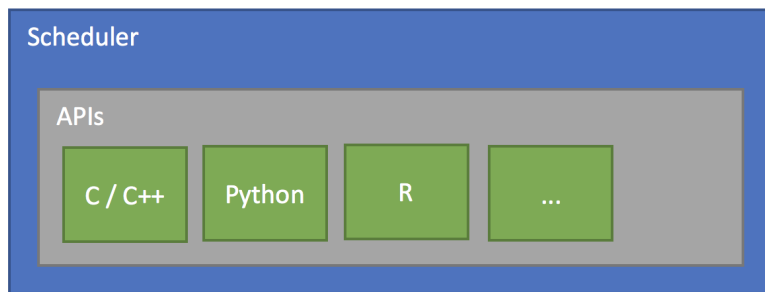 Scheduler
APIs
C / C++
Python
R
...